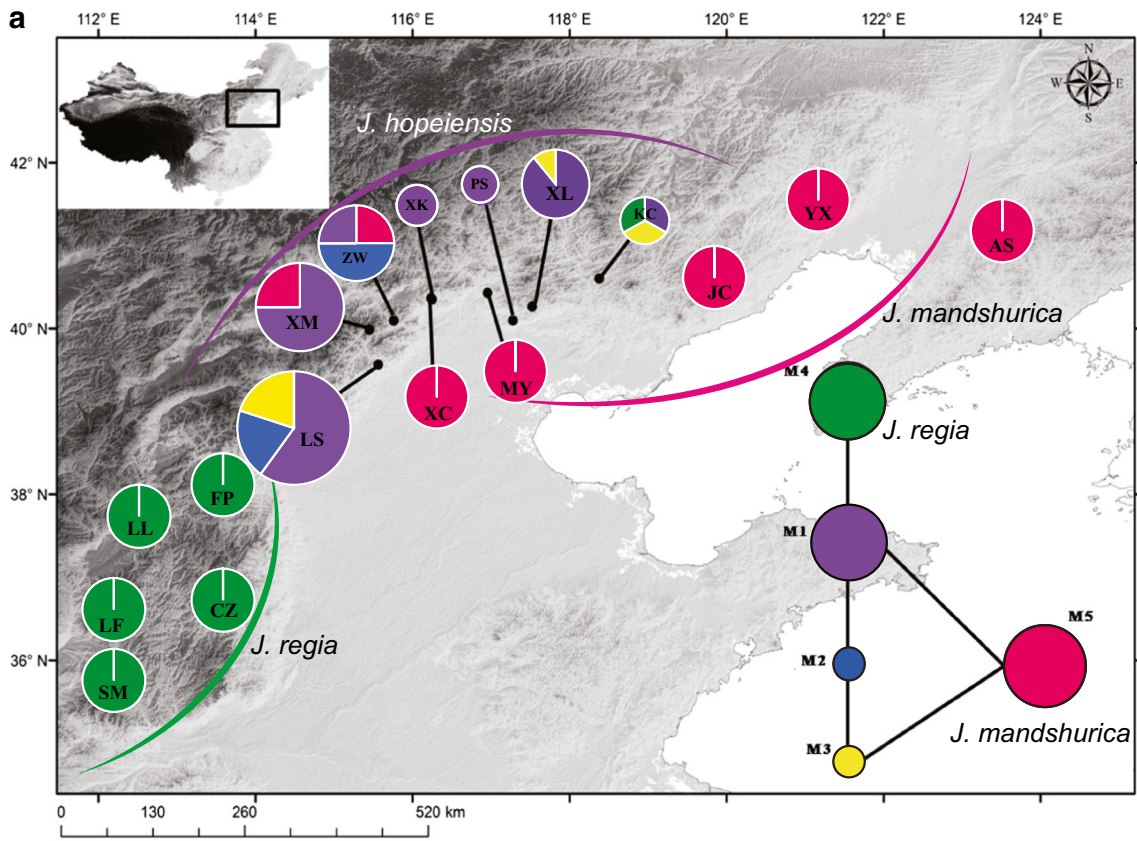 a
112° E 114° E 116° E 118° E 120° E 122° E 124° E
42° N
40° N
38° N
36° N
N
W E
S
J. hopeiensis
PS
XK
XL
KC
ZW
YX
AS
JC
XM
J. mandshurica
MY
XC
M4
LS
J. regia
FP
LL
M1
CZ
LF
M5
J. regia
M2
SM
J. mandshurica
M3
0 130 260 520 km